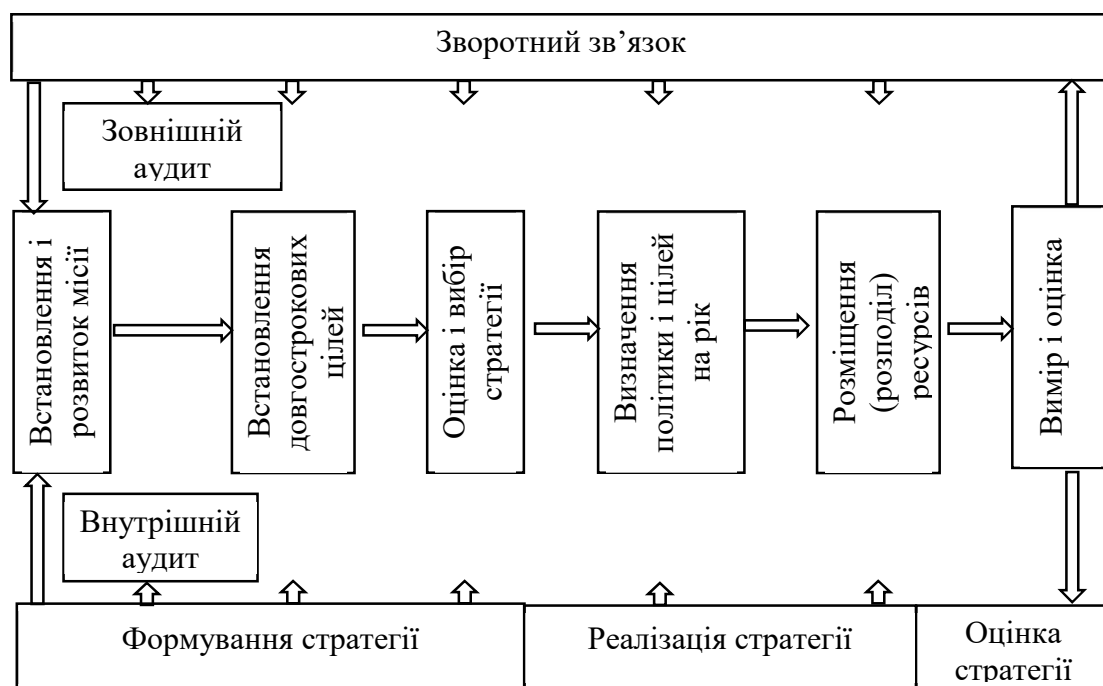 Зворотний зв’язок
Зовнішній
аудит
Встановлення і
розвиток місії
Встановлення
довгострокових
цілей
Оцінка і вибір
стратегії
Визначення
політики і цілей
на рік
Розміщення
(розподіл)
ресурсів
Вимір і оцінка
Внутрішній
аудит
Формування стратегії
Реалізація стратегії
Оцінка
стратегії